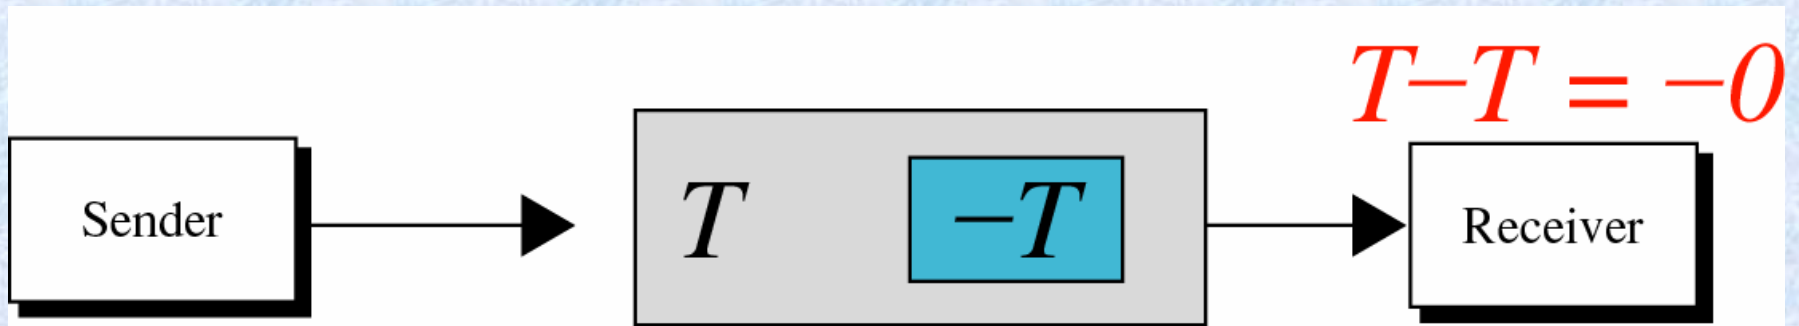 T–T = –0
Sender
T
–T
Receiver